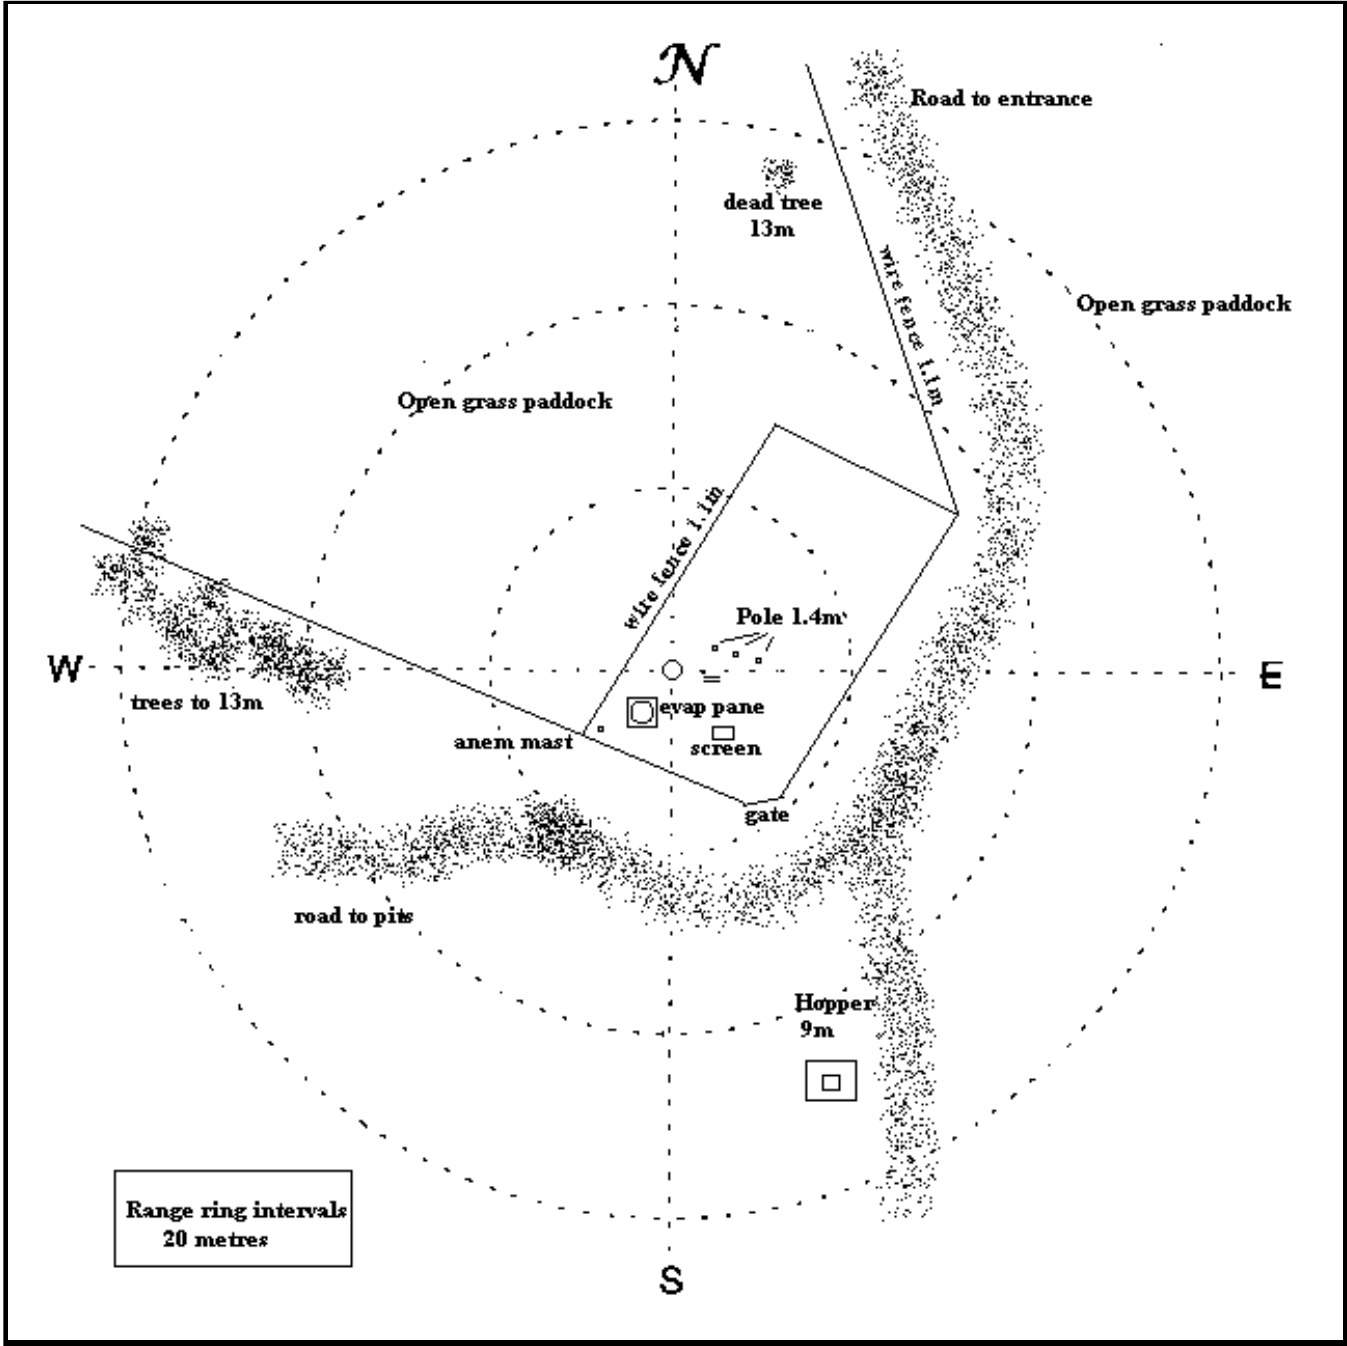 N
Road to entrance
dead tree
13m
wire fence 1.1m
Open grass paddock
Open grass paddock
wire fence 1.1m
Pole 1.4m
W
E
trees to 13m
evap pane
anem mast
screen
gate
road to pits
Hopper
9m
Range ring intervals
20 metres
S